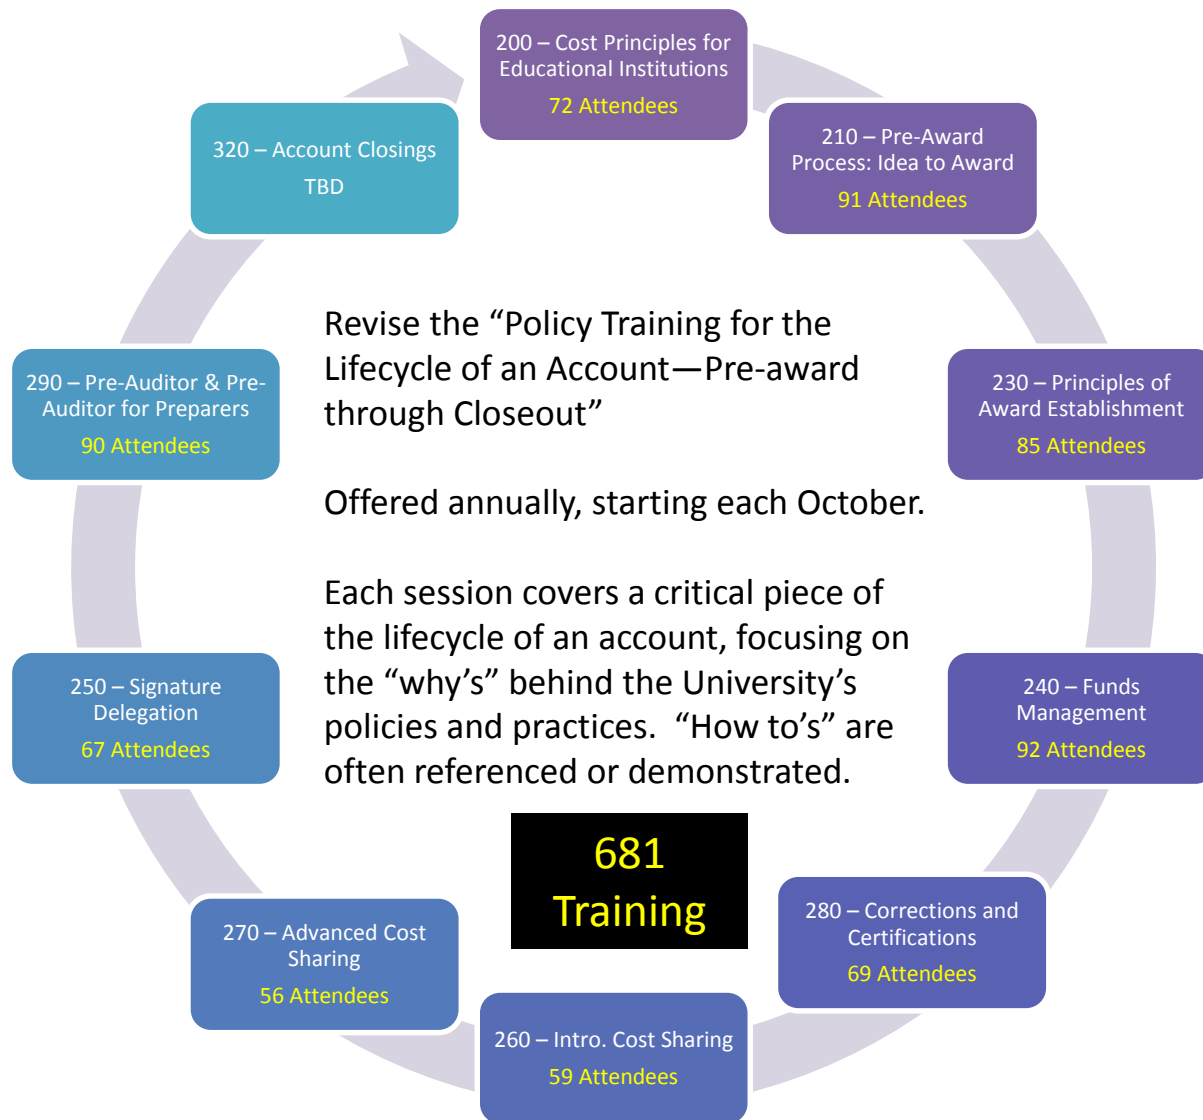 200 – Cost Principles for
Educational Institutions
72 Attendees
210 – Pre-Award
Process: Idea to Award
91 Attendees
230 – Principles of
Award Establishment
85 Attendees
240 – Funds
Management
92 Attendees
280 – Corrections and
Certifications
69 Attendees
260 – Intro. Cost Sharing
59 Attendees
270 – Advanced Cost
Sharing
56 Attendees
250 – Signature
Delegation
67 Attendees
290 – Pre-Auditor & Pre-
Auditor for Preparers
90 Attendees
320 – Account Closings
TBD
Revise the “Policy Training for the
Lifecycle of an Account—Pre-award
through Closeout”
Offered annually, starting each October.
Each session covers a critical piece of
the lifecycle of an account, focusing on
the “why’s” behind the University’s
policies and practices.  “How to’s” are
often referenced or demonstrated.
681
Training